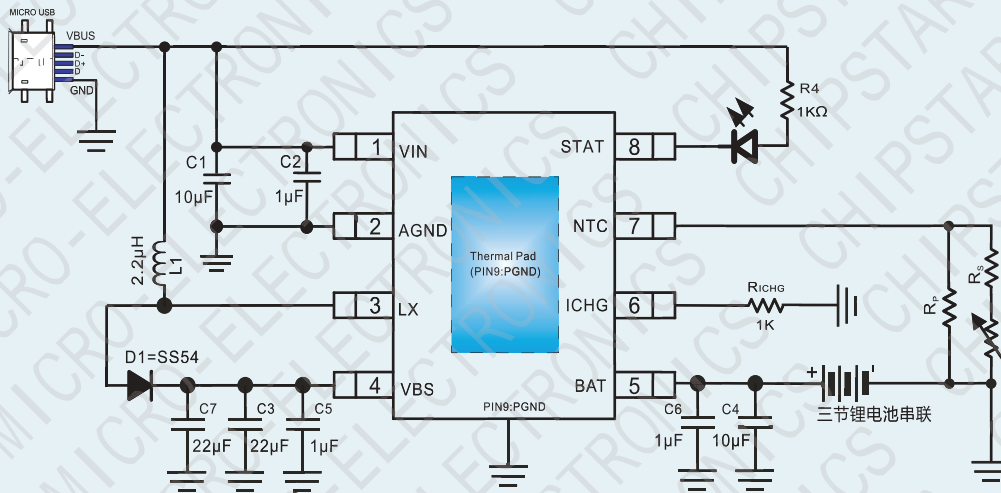 MICRO USB
VBUS
D-
D+
D
GND
R4
1KΩ
C1
10μF
C2
1μF
1
VIN
STAT
8
2
AGND
NTC
7
Thermal Pad
(PIN9:PGND)
2.2μH
L1
3
LX
ICHG
6
RICHG
1K
RP
RS
D1=SS54
4
VBS
BAT
5
PIN9:PGND
+
-
三节锂电池串联
C7
22μF
C3
22μF
C5
1μF
C6
1μF
C4
10μF
CHIPSTAR MICRO-ELECTRONICS